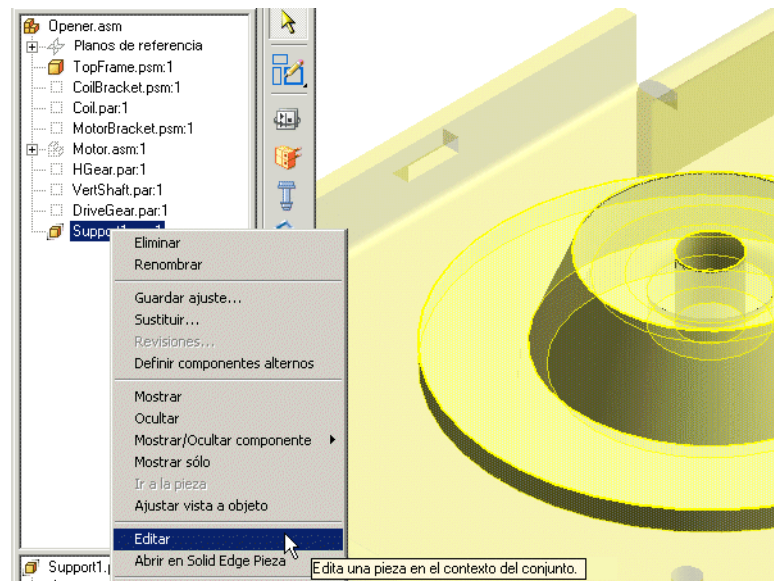 Opener.asm
Planos de referencia
TopFrame.psm:1
CoilBracket.psm:1
Coil.par:1
MotorBracket.psm:1
Motor.asm:1
HGear.par:1
VertShaft.par:1
DriveGear.par:1
Eliminar
Renombrar
Guardar ajuste...
Sustituir...
Revisiones...
Definir componentes alternos
Mostrar
Ocultar
Mostrar/Ocultar componente
Mostrar sólo
Ir a la pieza
Ajustar vista a objeto
Editar
Abrir en Solid Edge Pieza
Edita una pieza en el contexto del conjunto.
Support1.p